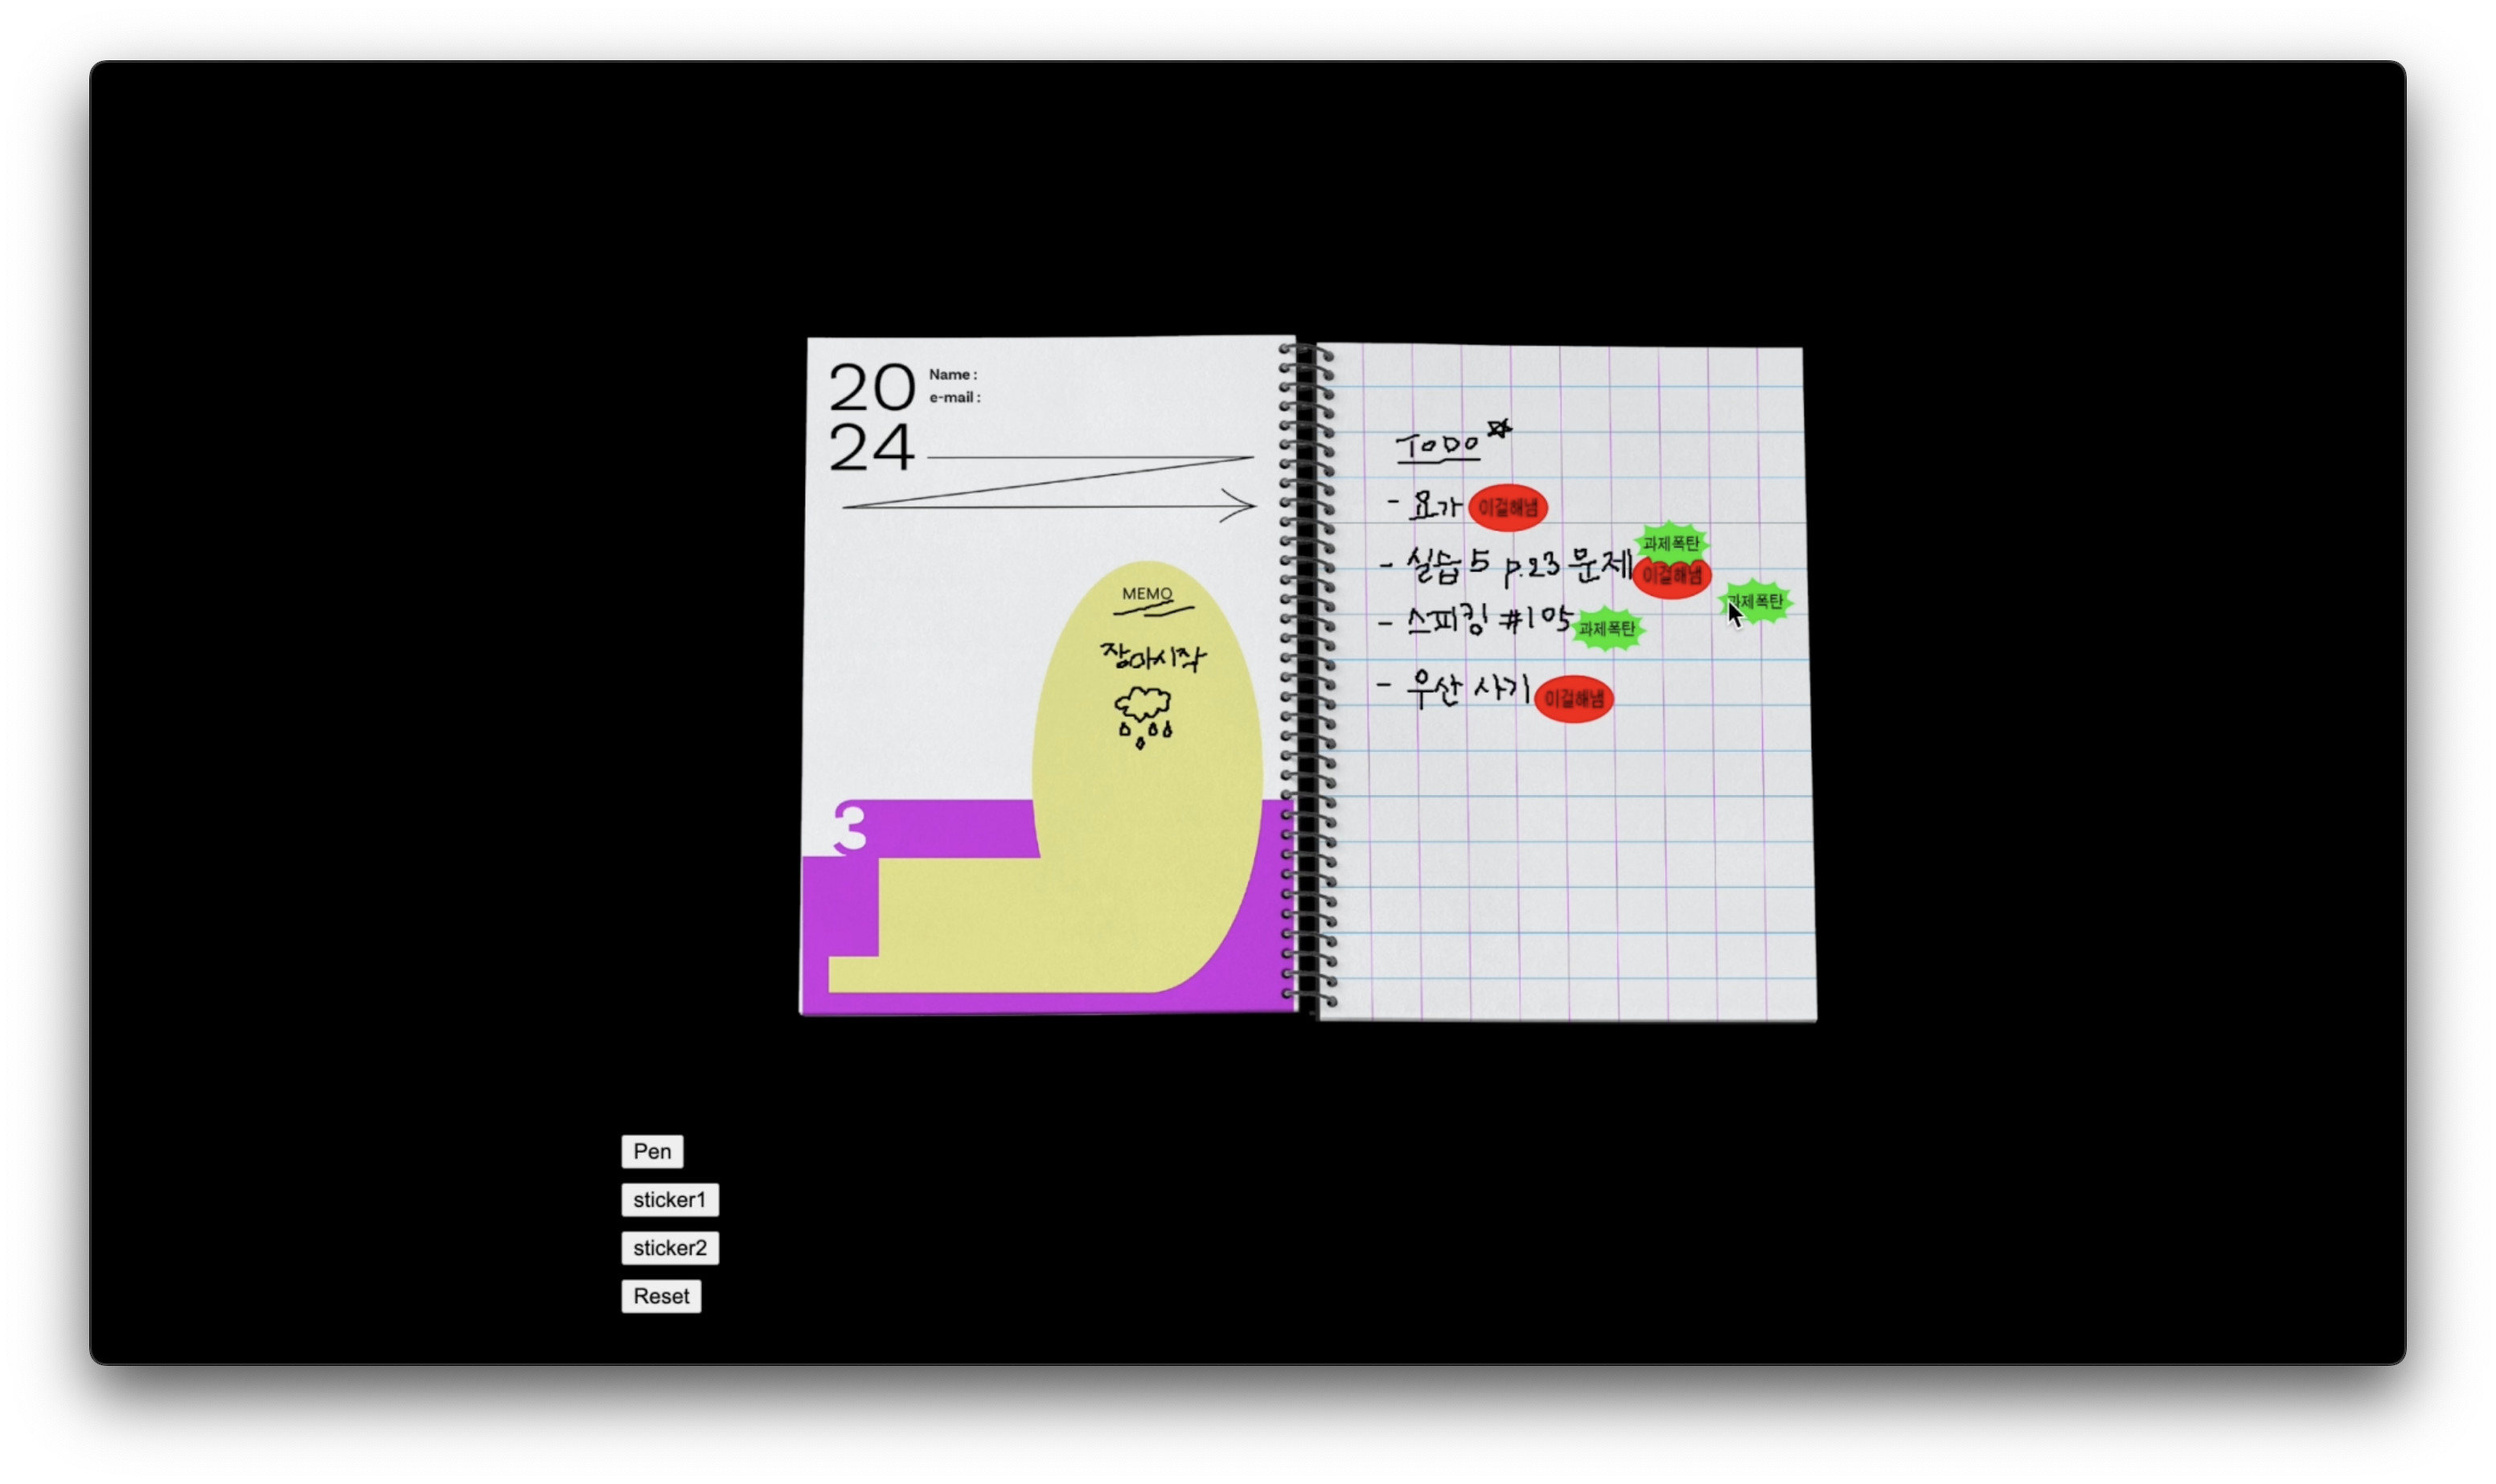 20
24
Name :
e-mail :
MEMO
장마시작
3
TODO
- 요가 이걸해냄
- 실습5 p.23 문제 과제폭탄 이걸해냄
과제폭탄
- 스피킹 #105 과제폭탄
- 우산 사기 이걸해냄
Pen
sticker1
sticker2
Reset